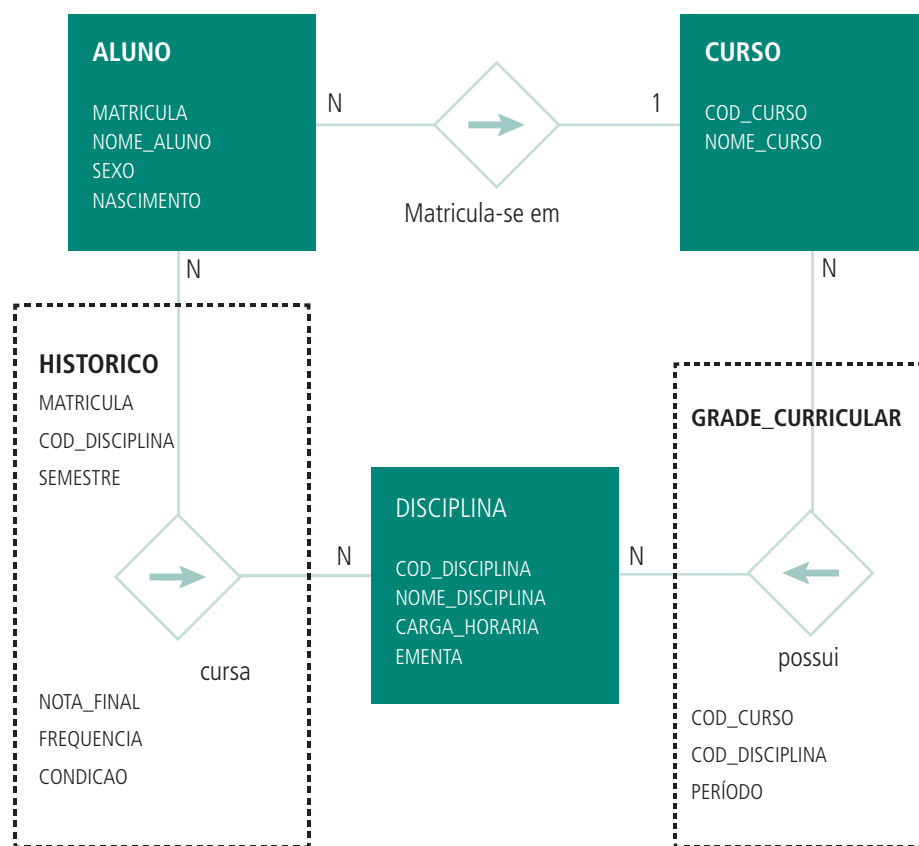 ALUNO
MATRICULA
NOME_ALUNO
SEXO
NASCIMENTO
N
1
Matricula-se em
CURSO
COD_CURSO
NOME_CURSO
N
N
HISTORICO
MATRICULA
COD_DISCIPLINA
SEMESTRE
cursa
NOTA_FINAL
FREQUENCIA
CONDICAO
N
DISCIPLINA
COD_DISCIPLINA
NOME_DISCIPLINA
CARGA_HORARIA
EMENTA
N
GRADE_CURRICULAR
possui
COD_CURSO
COD_DISCIPLINA
PERÍODO